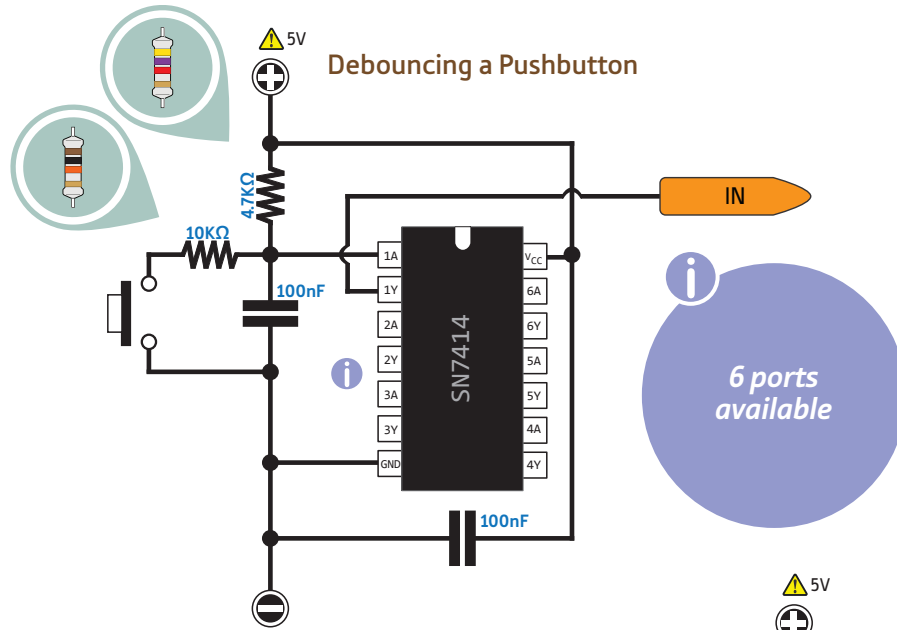 5V
Debouncing a Pushbutton
IN
4.7KΩ
10KΩ
100nF
1A
1Y
2A
2Y
3A
3Y
GND
SN7414
VCC
6A
6Y
5A
5Y
4A
4Y
i
i
6 ports
available
100nF
5V